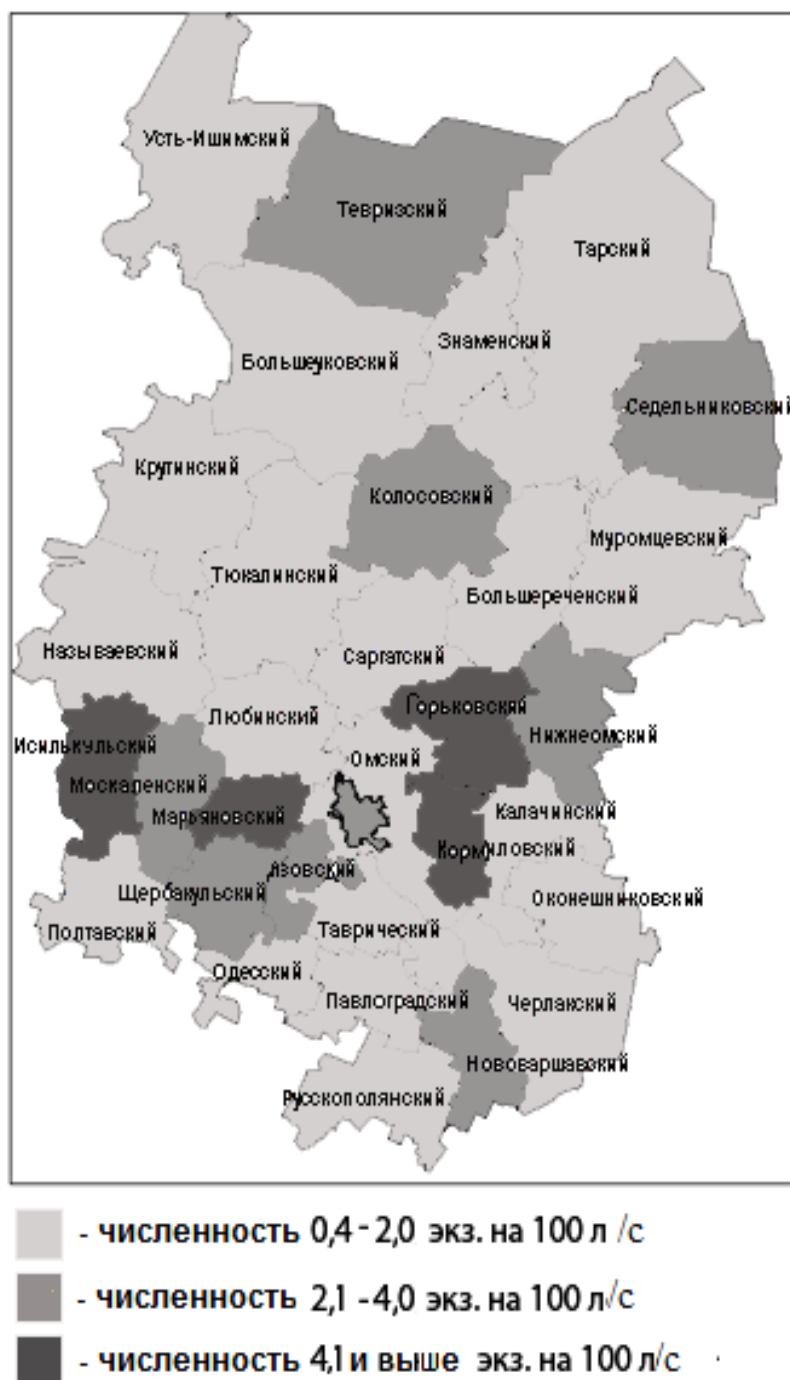 Усть-Ишимский
Тевризский
Тарский
Знаменский
Большеуковский
Седельниковский
Крутинский
Колосовский
Муромцевский
Тюкалинский
Большереченский
Называевский
Саргатский
Горьковский
Любинский
Нижнеомский
Исилькульский
Омский
Москаленский
Калачинский
Марьяновский
Кормиловский
Азовский
Щербакульский
Оконешниковский
Полтавский
Таврический
Одесский
Павлоградский
Черлакский
Нововаршавский
Русскополянский
- численность 0,4 - 2,0 экз. на 100 л /с
- численность 2,1 - 4,0 экз. на 100 л/с
- численность 4,1 и выше экз. на 100 л/с